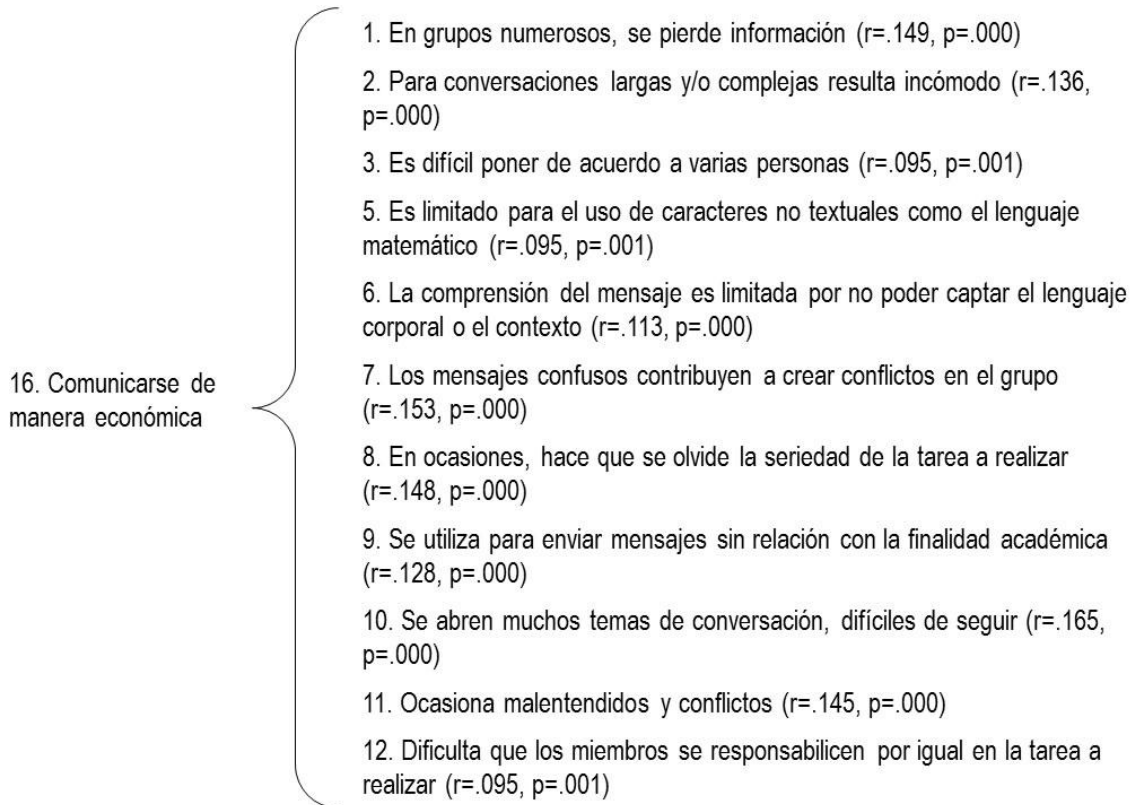 1. En grupos numerosos, se pierde información (r=.149, p=.000)
2. Para conversaciones largas y/o complejas resulta incómodo (r=.136,
p=.000)
3. Es difícil poner de acuerdo a varias personas (r=.095, p=.001)
5. Es limitado para el uso de caracteres no textuales como el lenguaje
matemático (r=.095, p=.001)
6. La comprensión del mensaje es limitada por no poder captar el lenguaje
corporal o el contexto (r=.113, p=.000)
16. Comunicarse de
manera económica
7. Los mensajes confusos contribuyen a crear conflictos en el grupo
(r=.153, p=.000)
8. En ocasiones, hace que se olvide la seriedad de la tarea a realizar
(r=.148, p=.000)
9. Se utiliza para enviar mensajes sin relación con la finalidad académica
(r=.128, p=.000)
10. Se abren muchos temas de conversación, difíciles de seguir (r=.165,
p=.000)
11. Ocasiona malentendidos y conflictos (r=.145, p=.000)
12. Dificulta que los miembros se responsabilicen por igual en la tarea a
realizar (r=.095, p=.001)